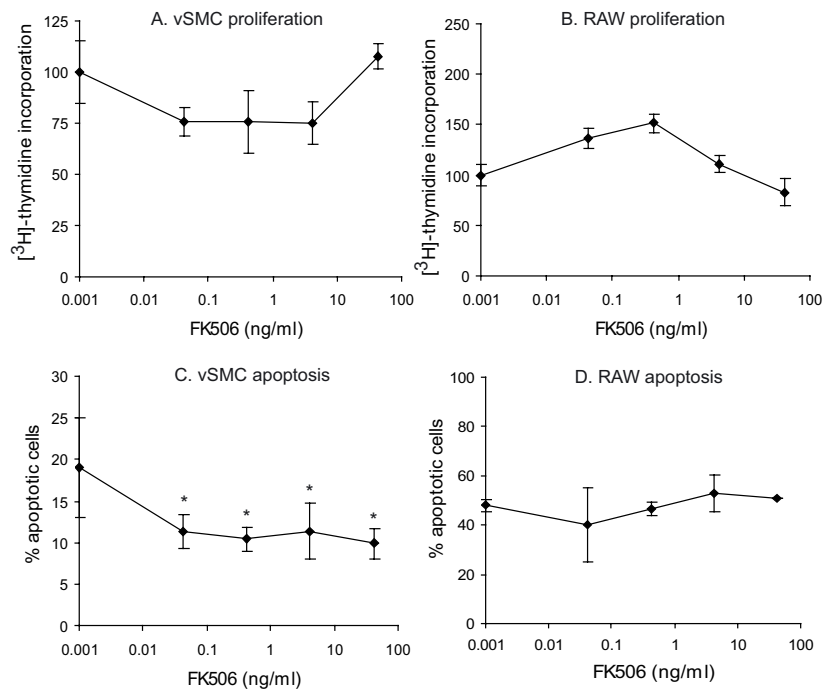 A. vSMC proliferation
125
100
75
50
25
0
[³H]-thymidine incorporation
0.001 0.01 0.1 1 10 100
FK506 (ng/ml)
B. RAW proliferation
250
200
150
100
50
0
[³H]-thymidine incorporation
0.001 0.01 0.1 1 10 100
FK506 (ng/ml)
C. vSMC apoptosis
30
25
20
15
10
5
0
% apoptotic cells
* * * *
0.001 0.01 0.1 1 10 100
FK506 (ng/ml)
D. RAW apoptosis
100
80
60
40
20
0
% apoptotic cells
0.001 0.01 0.1 1 10 100
FK506 (ng/ml)